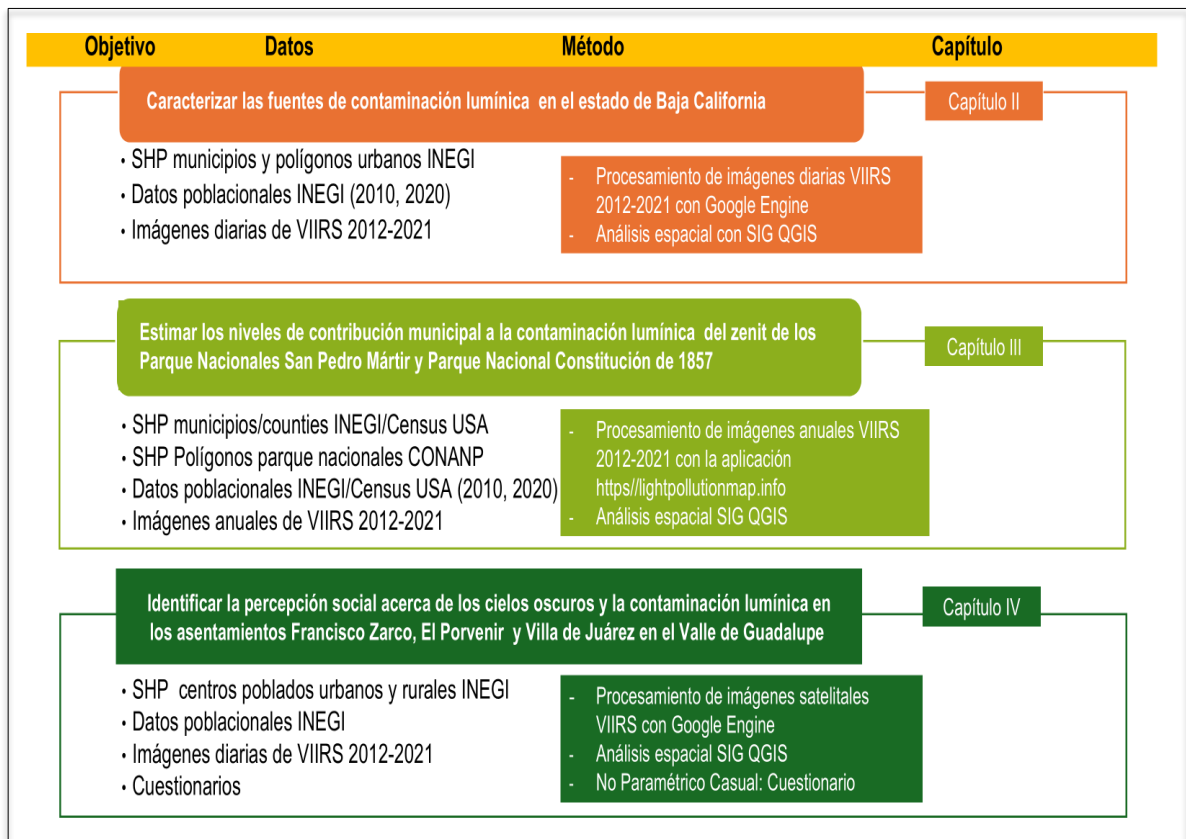 Objetivo Datos Método Capítulo
Caracterizar las fuentes de contaminación lumínica en el estado de Baja California
Capítulo II
• SHP municipios y polígonos urbanos INEGI
• Datos poblacionales INEGI (2010, 2020)
• Imágenes diarias de VIIRS 2012-2021
- Procesamiento de imágenes diarias VIIRS
2012-2021 con Google Engine
- Análisis espacial con SIG QGIS
Estimar los niveles de contribución municipal a la contaminación lumínica del zenit de los
Parque Nacionales San Pedro Mártir y Parque Nacional Constitución de 1857
Capítulo III
• SHP municipios/counties INEGI/Census USA
• SHP Polígonos parque nacionales CONANP
• Datos poblacionales INEGI/Census USA (2010, 2020)
• Imágenes anuales de VIIRS 2012-2021
- Procesamiento de imágenes anuales VIIRS
2012-2021 con la aplicación
https//lightpollutionmap.info
- Análisis espacial SIG QGIS
Identificar la percepción social acerca de los cielos oscuros y la contaminación lumínica en
los asentamientos Francisco Zarco, El Porvenir y Villa de Juárez en el Valle de Guadalupe
Capítulo IV
• SHP centros poblados urbanos y rurales INEGI
• Datos poblacionales INEGI
• Imágenes diarias de VIIRS 2012-2021
• Cuestionarios
- Procesamiento de imágenes satelitales
VIIRS con Google Engine
- Análisis espacial SIG QGIS
- No Paramétrico Casual: Cuestionario